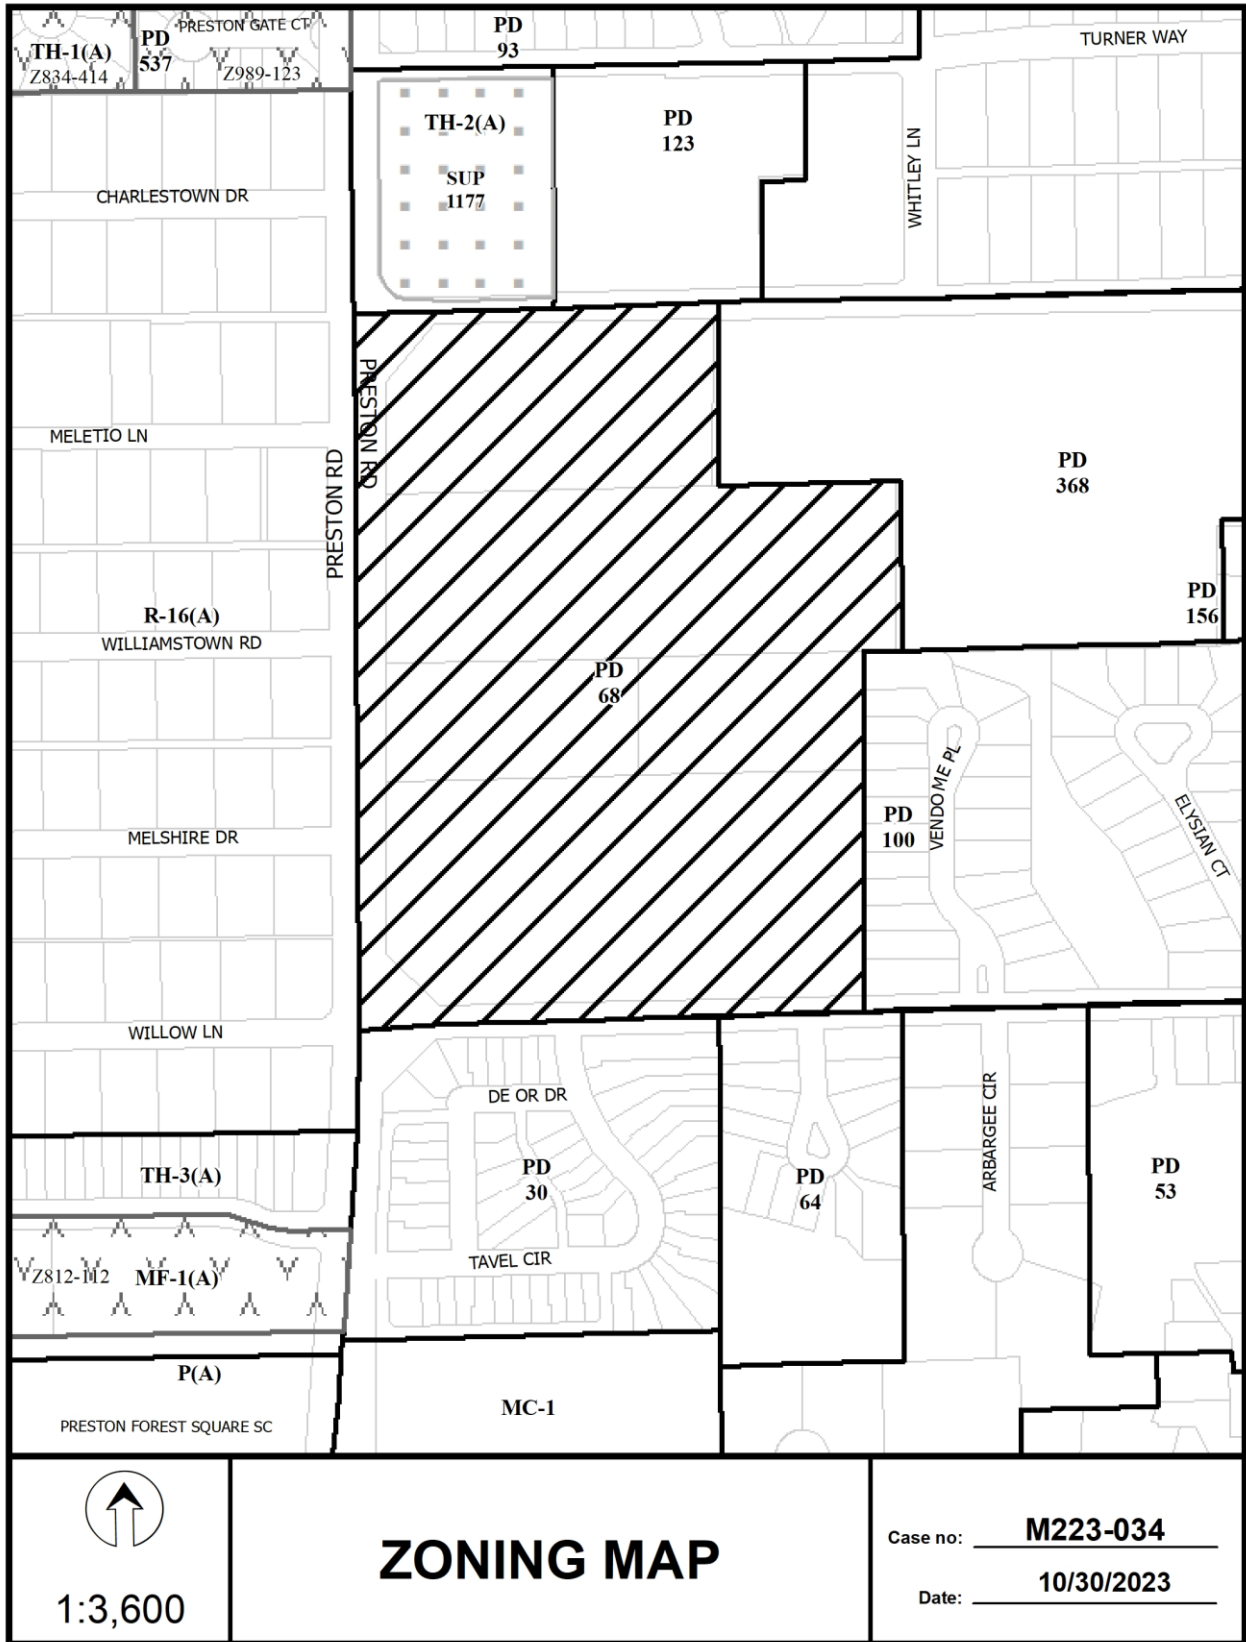 PRESTON GATE CT
PD
93
TURNER WAY
TH-1(A)
Z834-414
PD
537
Z989-123
TH-2(A)
SUP
1177
PD
123
WHITLEY LN
CHARLESTOWN DR
PRESTON RD
MELETIO LN
PRESTON RD
PD
368
PD
156
R-16(A)
WILLIAMSTOWN RD
PD
68
PD
100
VENDOME PL
ELYSIAN CT
MELSHIRE DR
WILLOW LN
DE OR DR
ARBARGEE CIR
TH-3(A)
PD
30
PD
64
PD
53
TAVEL CIR
Z812-112
MF-1(A)
P(A)
MC-1
PRESTON FOREST SQUARE SC
1:3,600
ZONING MAP
Case no: M223-034
Date: 10/30/2023